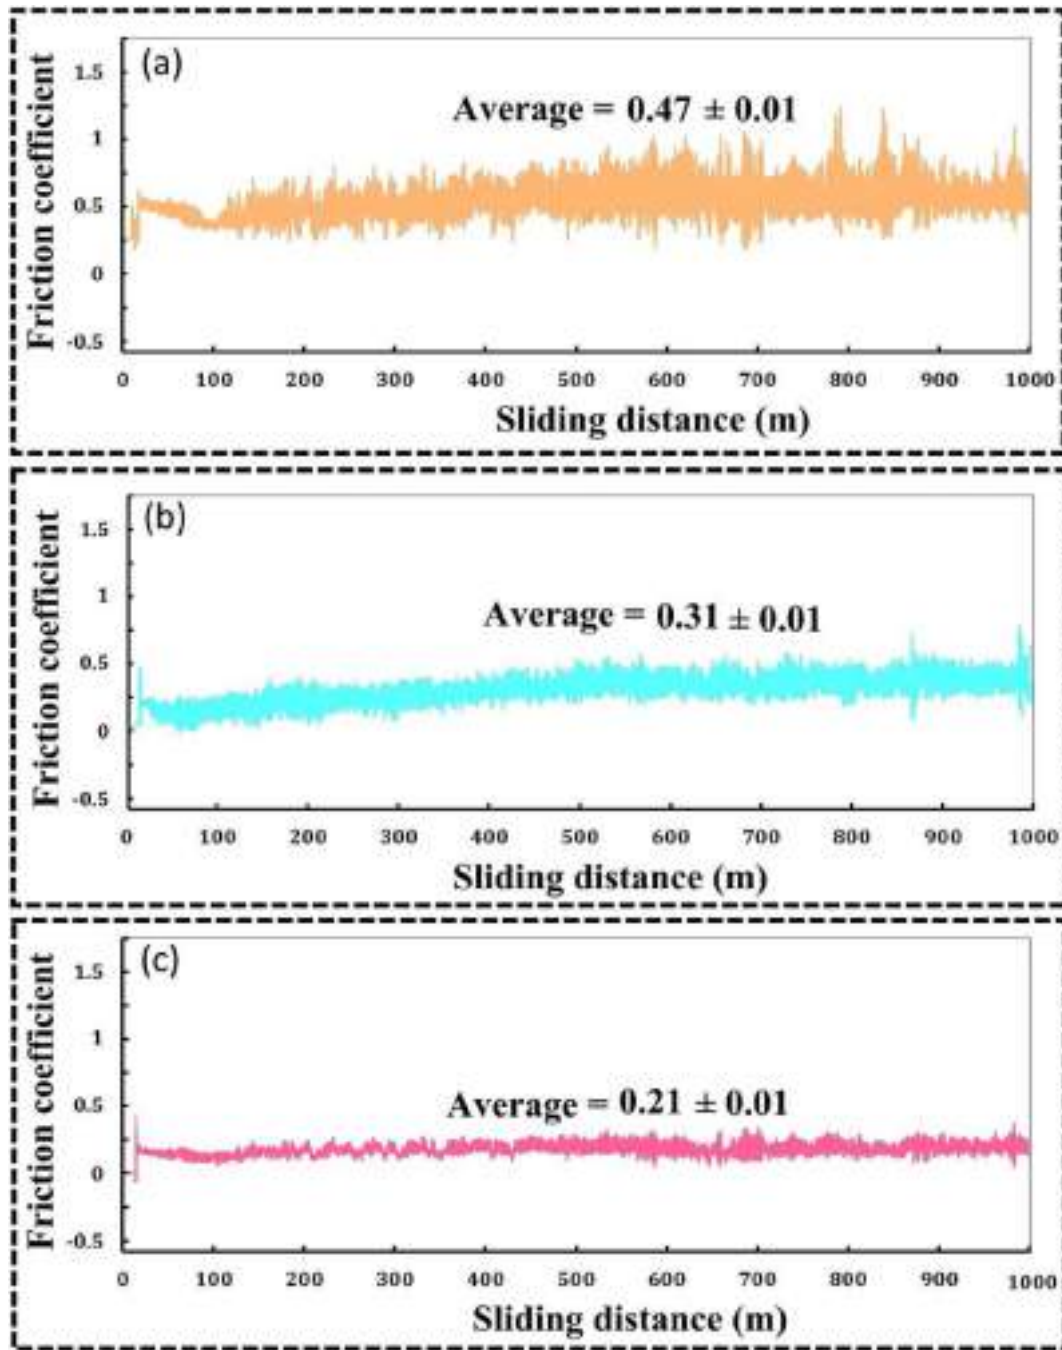 (a)
Friction coefficient
1.5
1
0.5
0
-0.5
Average = 0.47 ± 0.01
0 100 200 300 400 500 600 700 800 900 1000
Sliding distance (m)
(b)
Friction coefficient
1.5
1
0.5
0
-0.5
Average = 0.31 ± 0.01
0 100 200 300 400 500 600 700 800 900 1000
Sliding distance (m)
(c)
Friction coefficient
1.5
1
0.5
0
-0.5
Average = 0.21 ± 0.01
0 100 200 300 400 500 600 700 800 900 1000
Sliding distance (m)